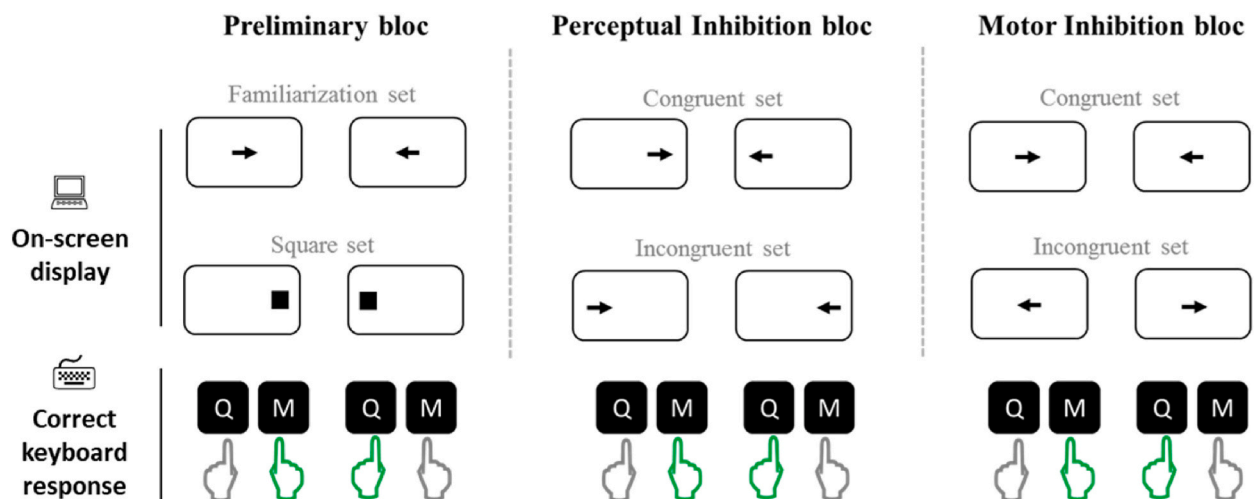 Preliminary bloc
Perceptual Inhibition bloc
Motor Inhibition bloc
Familiarization set
Congruent set
Congruent set
On-screen
display
Square set
Incongruent set
Incongruent set
Correct
keyboard
response
Q M Q M
Q M Q M
Q M Q M